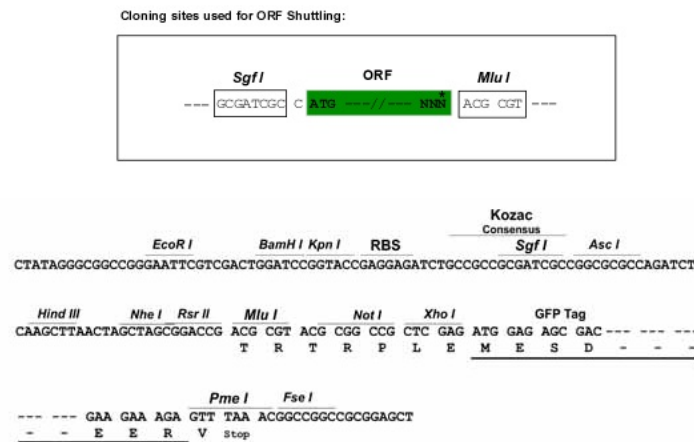 Cloning sites used for ORF Shuttling:
Sgf I ORF Mlu I
--- GCGATCGC C ATG ---//--- NNN* ACG CGT ---
Kozac
Consensus
EcoR I BamH I Kpn I RBS Sgf I Asc I
CTATAGGGCGGCCGGGAATTCGTCGACTGGATCCGGTACCGAGGAGATCTGCCGCCGCGATCGCCGGCGCGCCAGATCT
Hind III Nhe I Rsr II Mlu I Not I Xho I GFP Tag
CAAGCTTAACTAGCTAGCGGACCG ACG CGT ACG CGG CCG CTC GAG ATG GAG AGC GAC --- --- ---
T R T R P L E M E S D - - -
Pme I Fse I
--- --- GAA GAA AGA GTT TAA ACGGCCGGCCGCGGAGCT
- - E E R V Stop